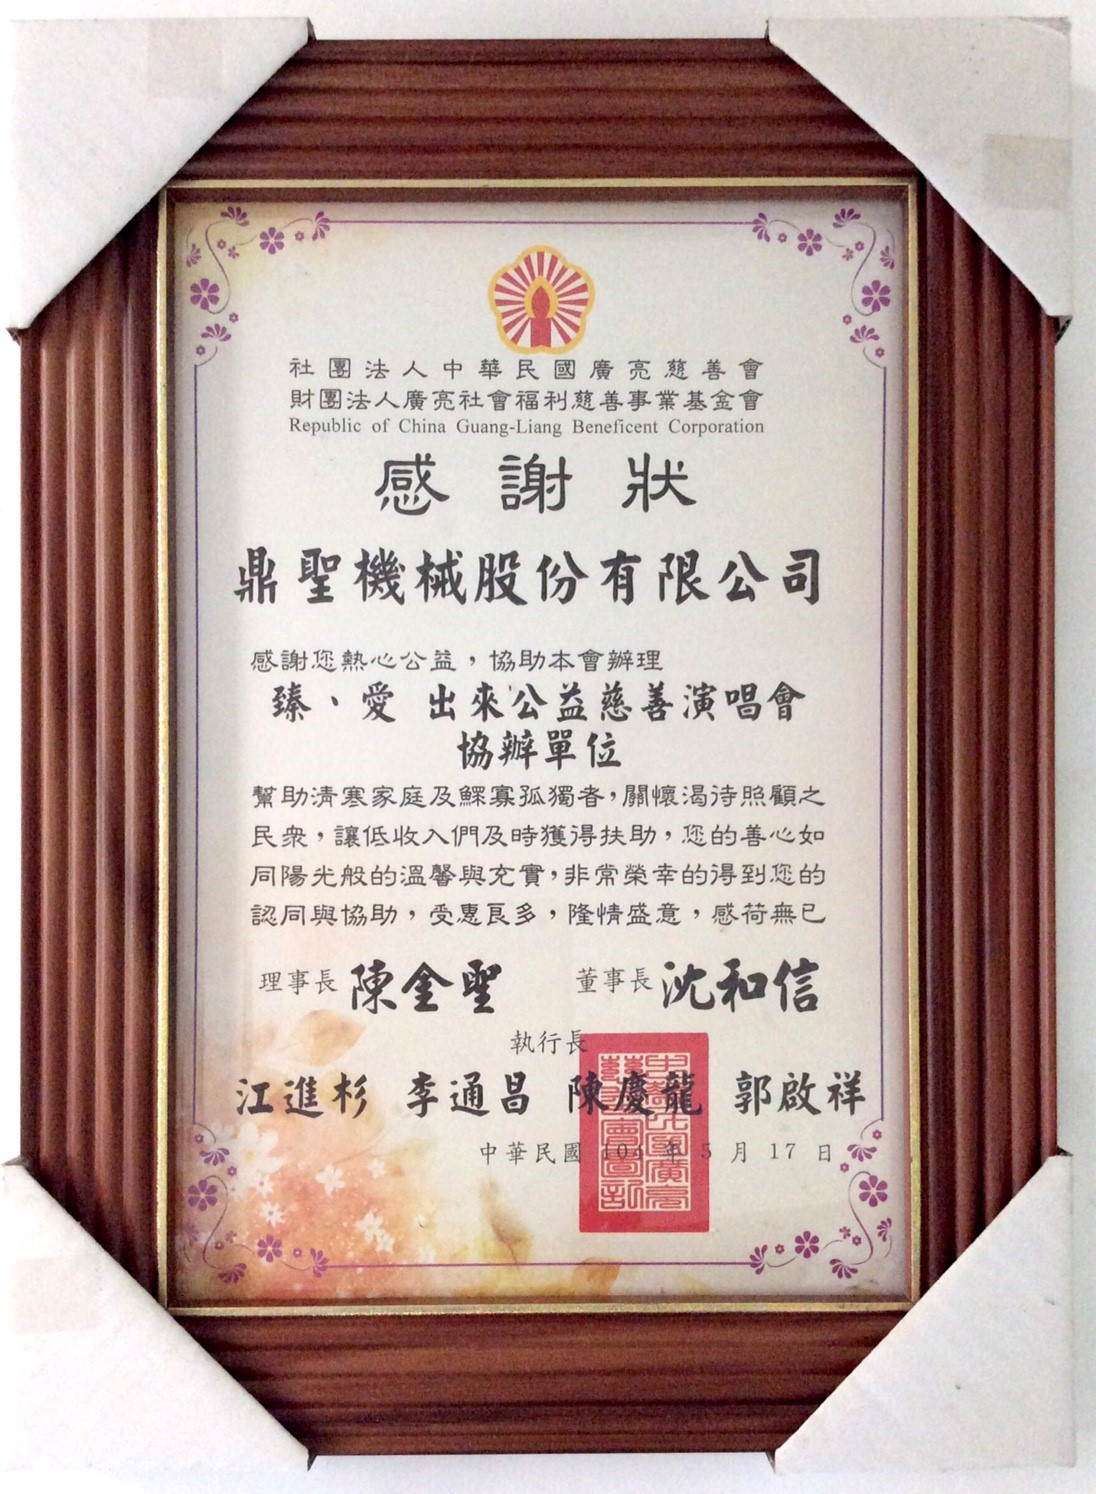 社團法人中華民國廣亮慈善會
財團法人廣亮社會福利慈善事業基金會
Republic of China Guang-Liang Beneficent Corporation
感謝狀
鼎聖機械股份有限公司
感謝您熱心公益，協助本會辦理
臻、愛 出來公益慈善演唱會
協辦單位
幫助清寒家庭及鰥寡孤獨者，關懷渴待照顧之
民眾，讓低收入們及時獲得扶助，您的善心如
同陽光般的溫馨與充實，非常榮幸的得到您的
認同與協助，受惠良多，隆情盛意，感荷無已
理事長 陳金聖 董事長 沈和信
執行長
江進杉 李通昌 陳慶龍 郭啟祥
中華民國 年 5 月 17 日